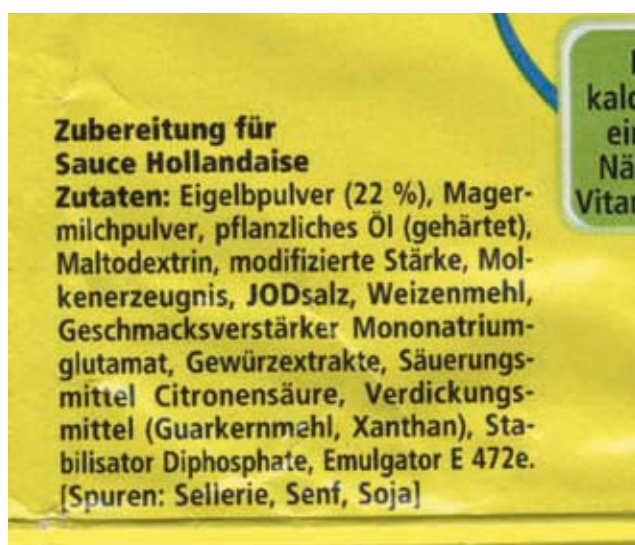 Zubereitung für
Sauce Hollandaise
Zutaten: Eigelbpulver (22 %), Mager-
milchpulver, pflanzliches Öl (gehärtet),
Maltodextrin, modifizierte Stärke, Mol-
kenerzeugnis, JODsalz, Weizenmehl,
Geschmacksverstärker Mononatrium-
glutamat, Gewürzextrakte, Säuerungs-
mittel Citronensäure, Verdickungs-
mittel (Guarkernmehl, Xanthan), Sta-
bilisator Diphosphate, Emulgator E 472e.
[Spuren: Sellerie, Senf, Soja]